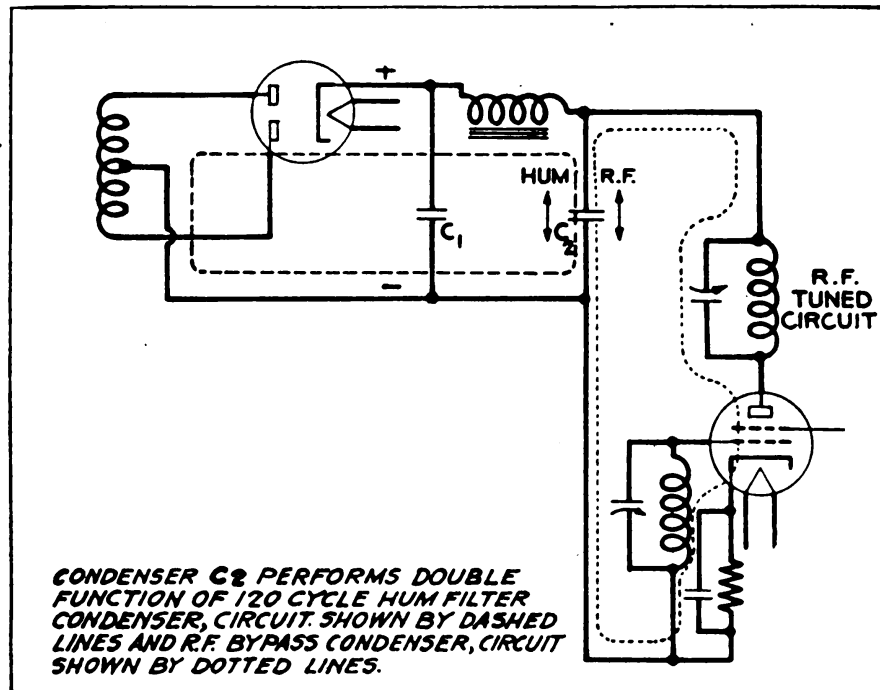 +
HUM R.F.
C1
C2
-
R.F.
TUNED
CIRCUIT
CONDENSER C2 PERFORMS DOUBLE
FUNCTION OF 120 CYCLE HUM FILTER
CONDENSER, CIRCUIT SHOWN BY DASHED
LINES AND R.F. BYPASS CONDENSER, CIRCUIT
SHOWN BY DOTTED LINES.